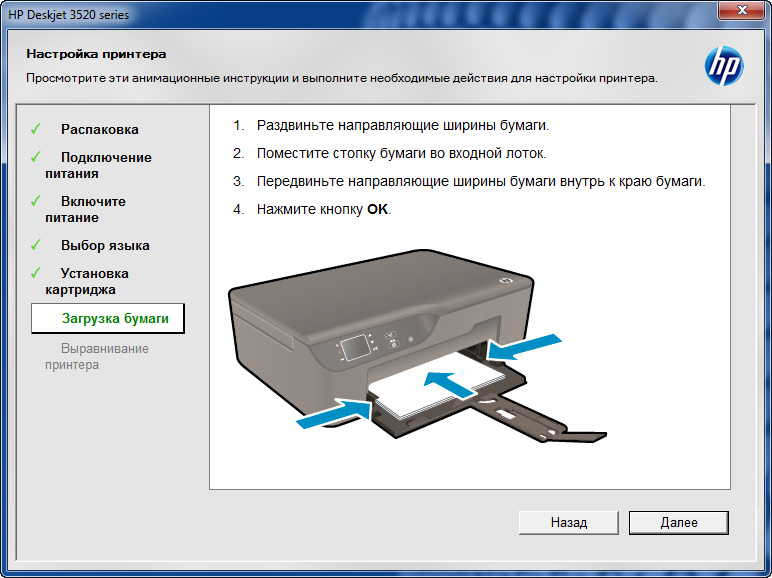 HP Deskjet 3520 series
Настройка принтера
Просмотрите эти анимационные инструкции и выполните необходимые действия для настройки принтера.
hp
Распаковка
Подключение
питания
Включите
питание
Выбор языка
Установка
картриджа
Загрузка бумаги
Выравнивание
принтера
1. Раздвиньте направляющие ширины бумаги.
2. Поместите стопку бумаги во входной лоток.
3. Передвиньте направляющие ширины бумаги внутрь к краю бумаги.
4. Нажмите кнопку OK.
Назад
Далее